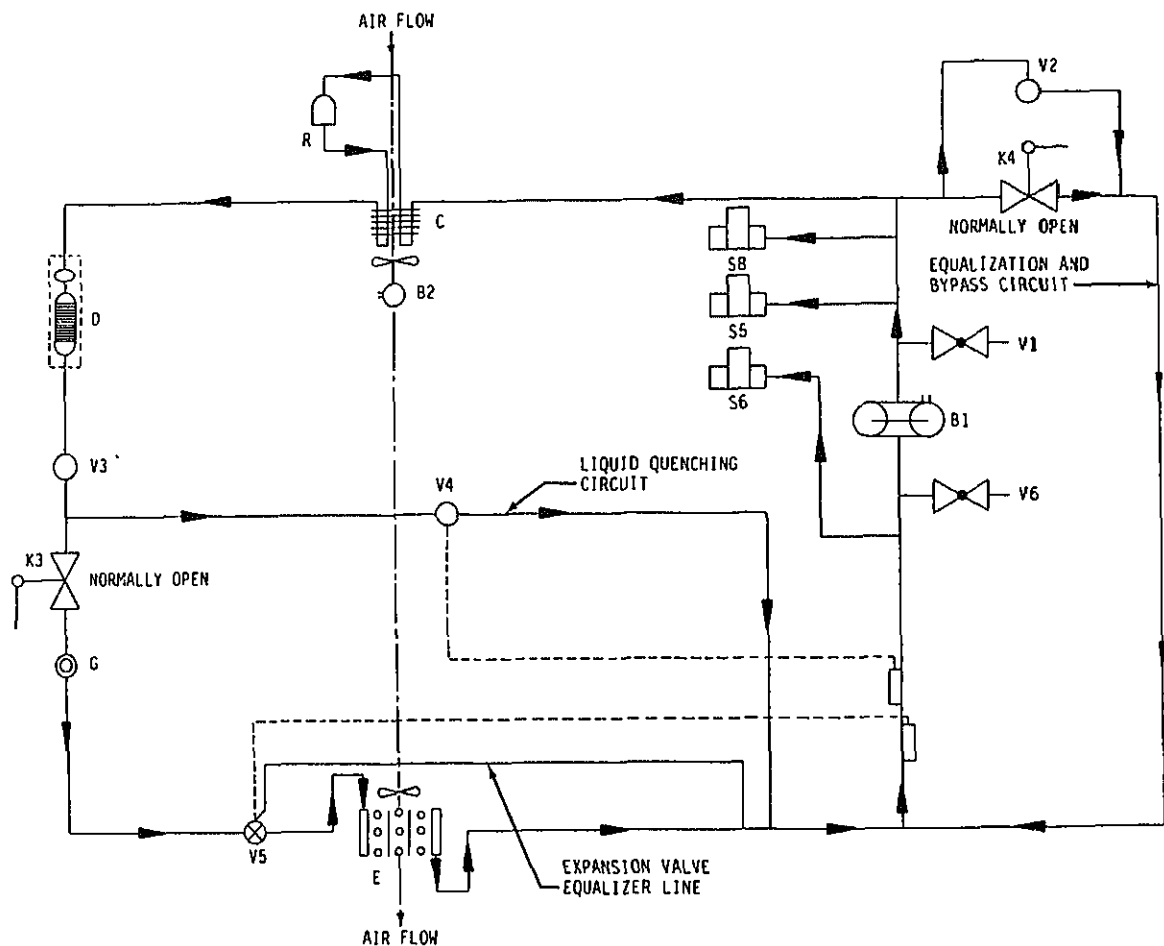 AIR FLOW
V2
R
K4
C
NORMALLY OPEN
S8
EQUALIZATION AND
BYPASS CIRCUIT
B2
D
S5
V1
S6
B1
V3
LIQUID QUENCHING
CIRCUIT
V4
V6
K3
NORMALLY OPEN
G
V5
E
EXPANSION VALVE
EQUALIZER LINE
AIR FLOW